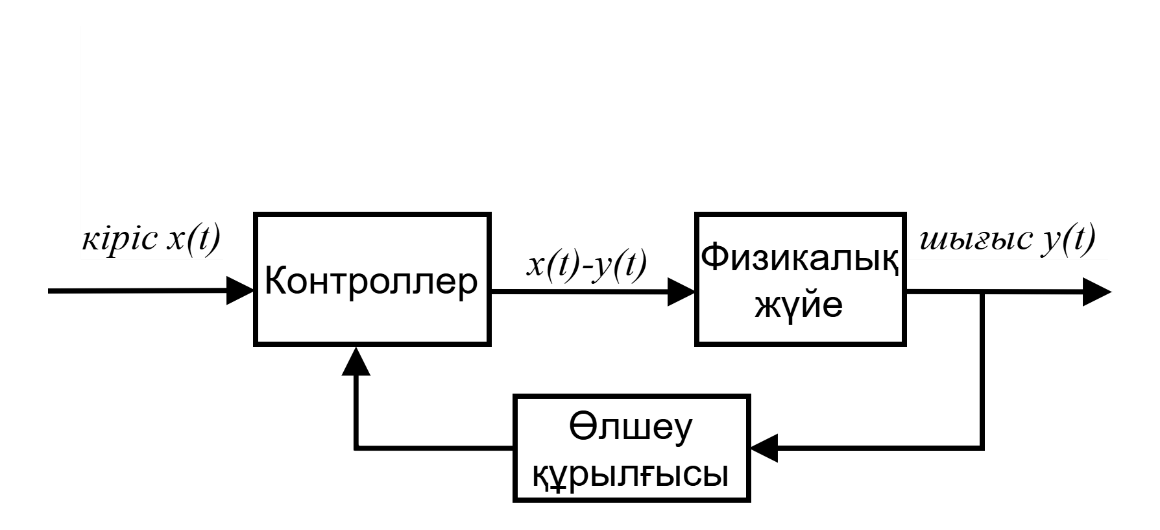 кіріс x(t)
Контроллер
x(t)-y(t)
Физикалық
жүйе
шығыс y(t)
Өлшеу
құрылғысы